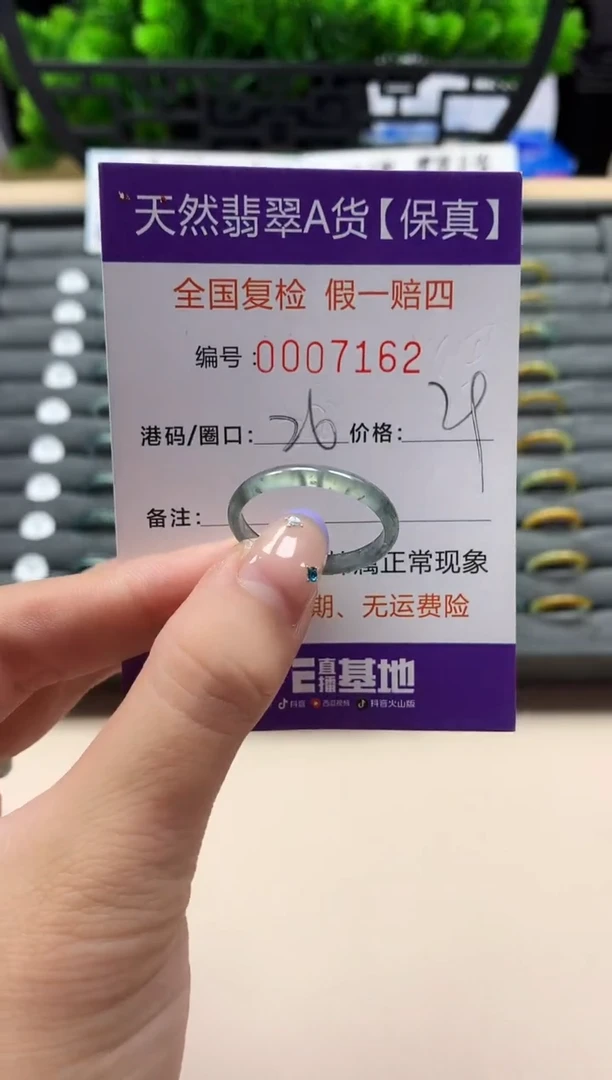 天然翡翠A货【保真】
全国复检 假一赔四
编号:0007162
港码/圈口: 26 价格:
备注:
属正常现象
期、无运费险
直播基地
抖音 西瓜视频 抖音火山版